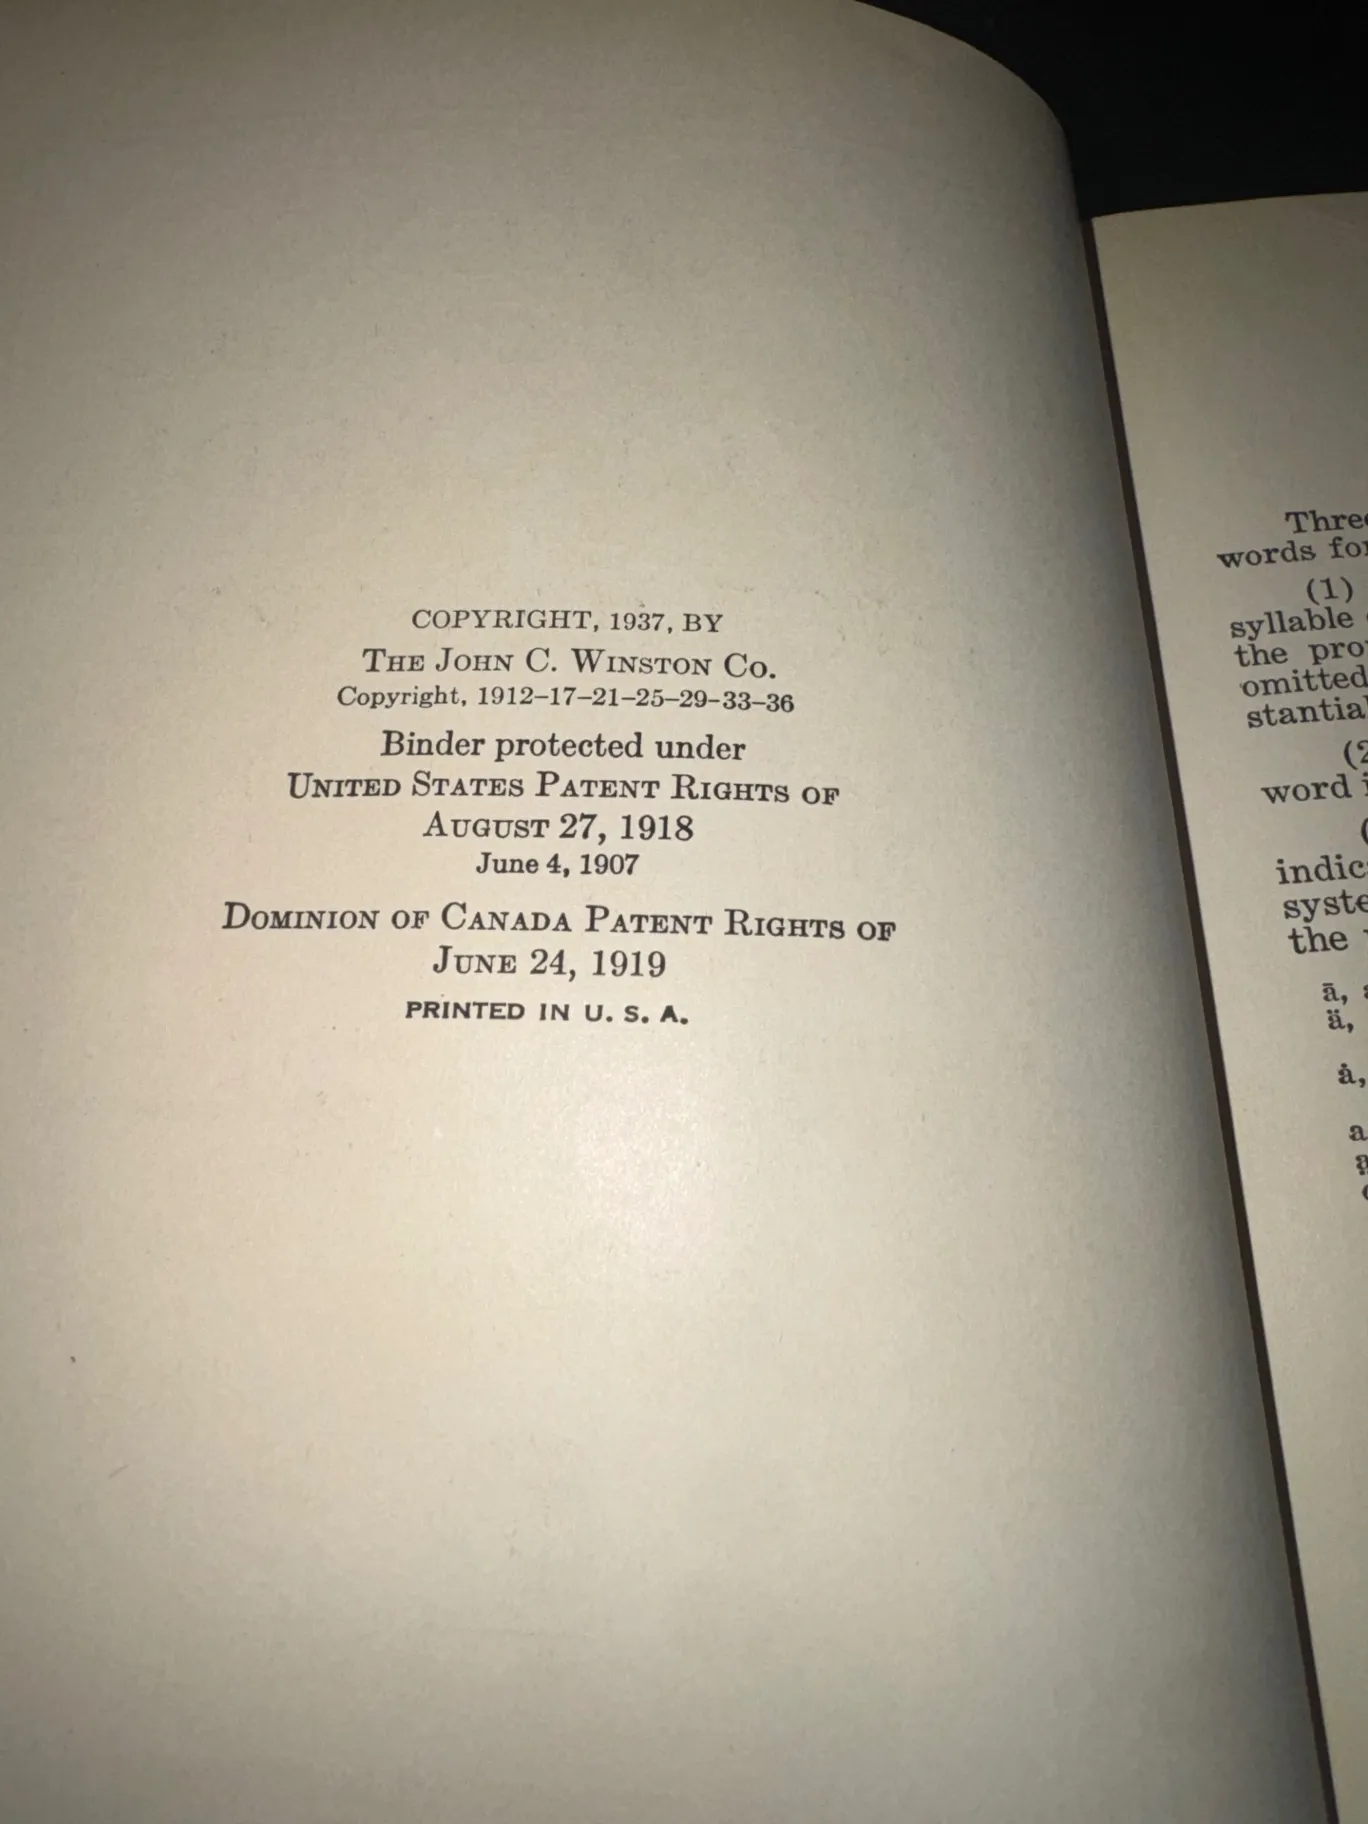 COPYRIGHT, 1937, BY
THE JOHN C. WINSTON CO.
Copyright, 1912–17–21–25–29–33–36
Binder protected under
UNITED STATES PATENT RIGHTS OF
AUGUST 27, 1918
June 4, 1907
DOMINION OF CANADA PATENT RIGHTS OF
JUNE 24, 1919
PRINTED IN U. S. A.
words
(1)
syllable
the
omitted
word
the
ā,
ä,
ȧ,
a